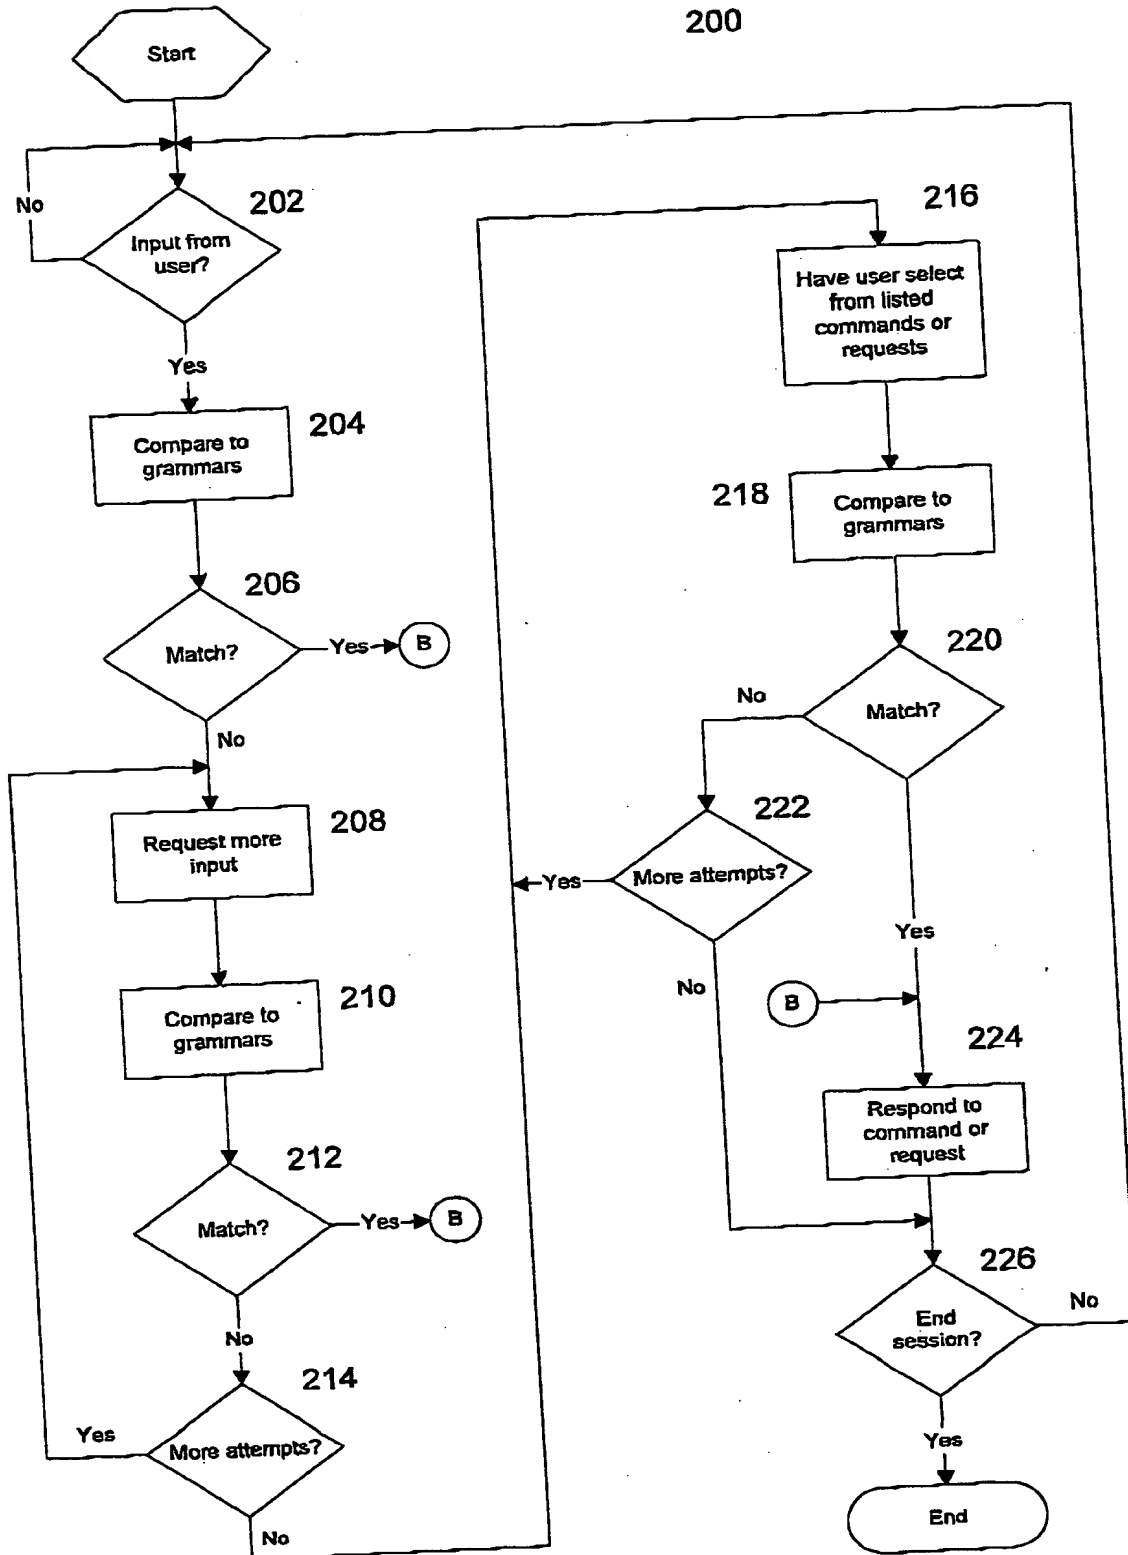 200
Start
No
202
Input from
user?
Yes
Compare to
grammars
204
206
Match?
Yes
B
No
Request more
input
208
Compare to
grammars
210
212
Match?
Yes
B
No
214
Yes
More attempts?
No
216
Have user select
from listed
commands or
requests
218
Compare to
grammars
220
No
Match?
222
Yes
More attempts?
Yes
No
B
224
Respond to
command or
request
226
End
session?
No
Yes
End